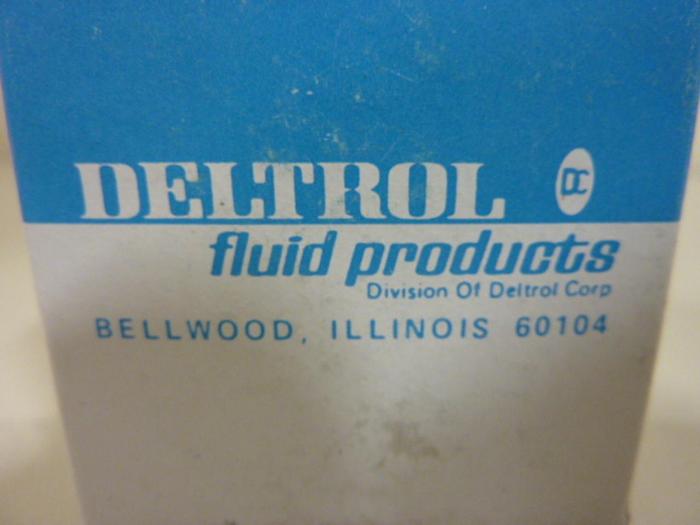 DELTROL DC
fluid products
Division Of Deltrol Corp
BELLWOOD, ILLINOIS 60104